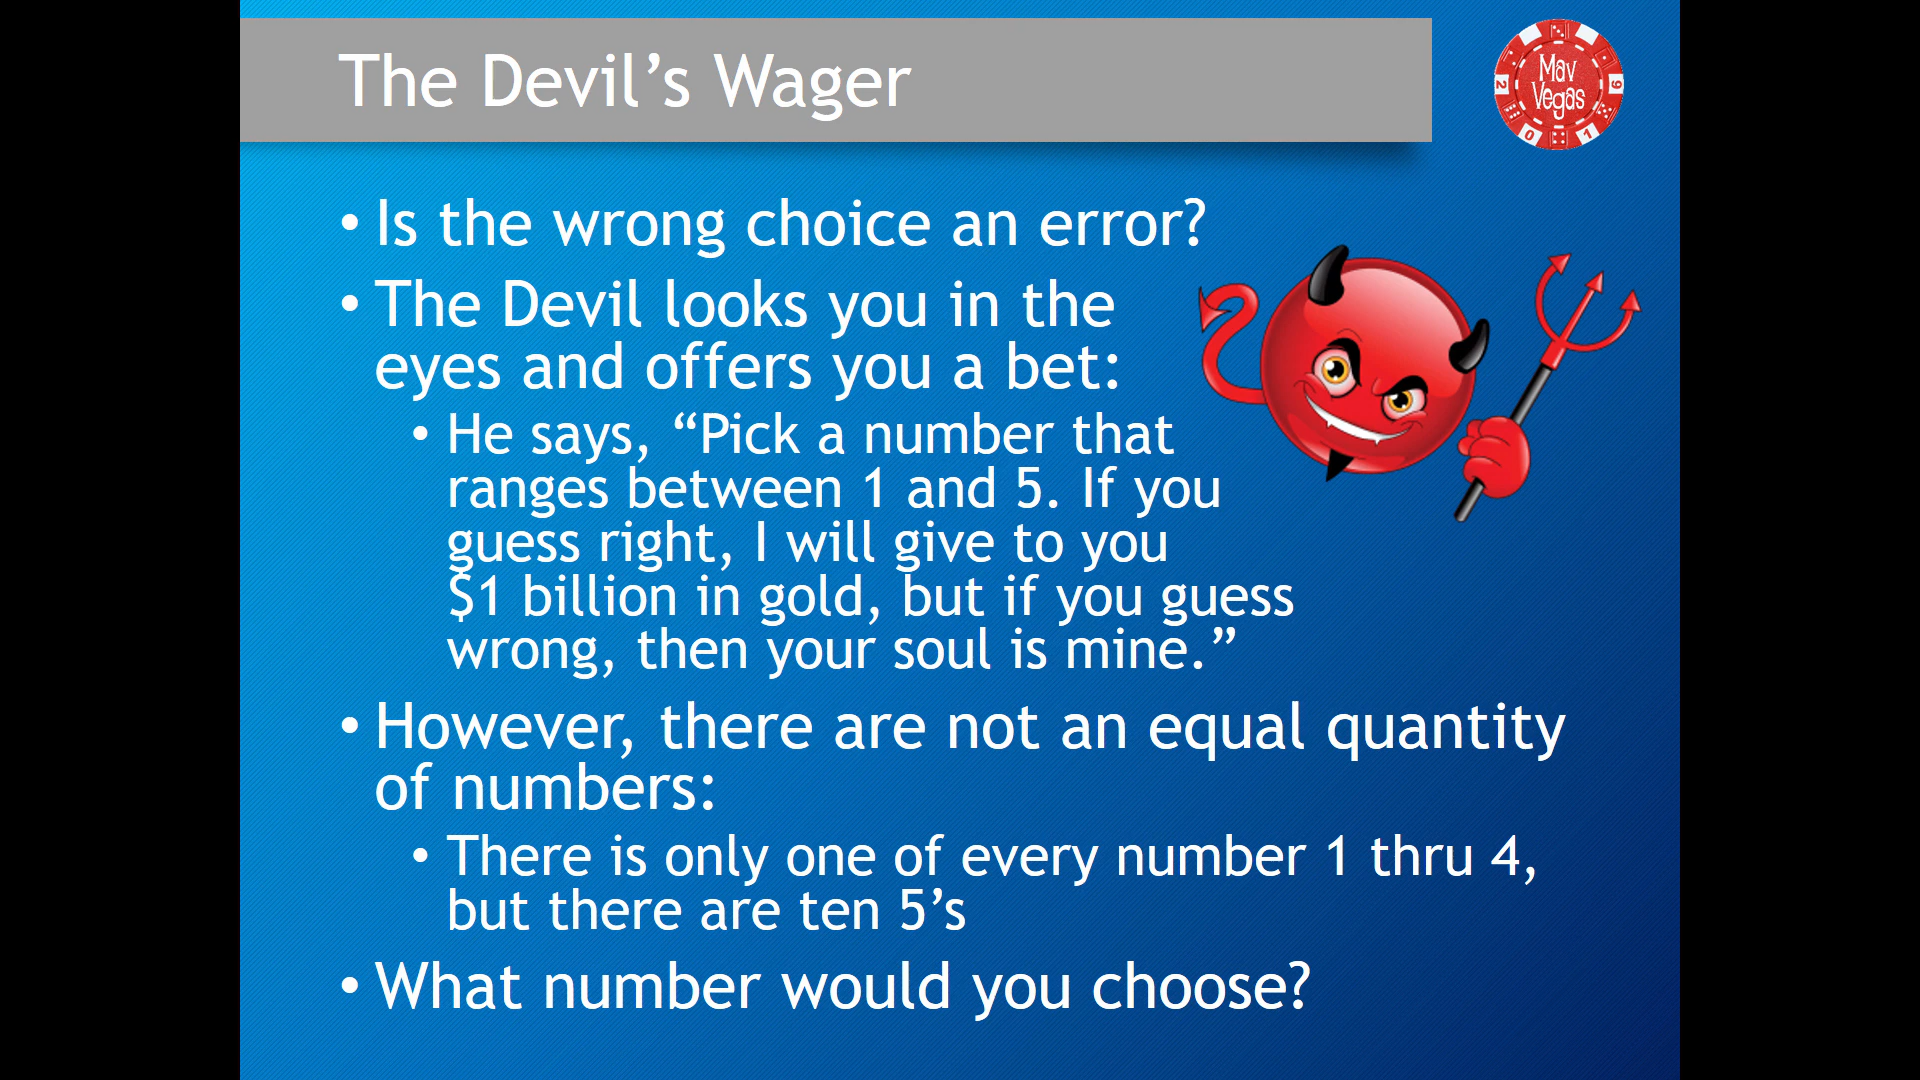 The Devil’s Wager
Mav
Vegas
2 0 1 9
• Is the wrong choice an error?
• The Devil looks you in the
eyes and offers you a bet:
• He says, “Pick a number that
ranges between 1 and 5. If you
guess right, I will give to you
$1 billion in gold, but if you guess
wrong, then your soul is mine.”
• However, there are not an equal quantity
of numbers:
• There is only one of every number 1 thru 4,
but there are ten 5’s
• What number would you choose?